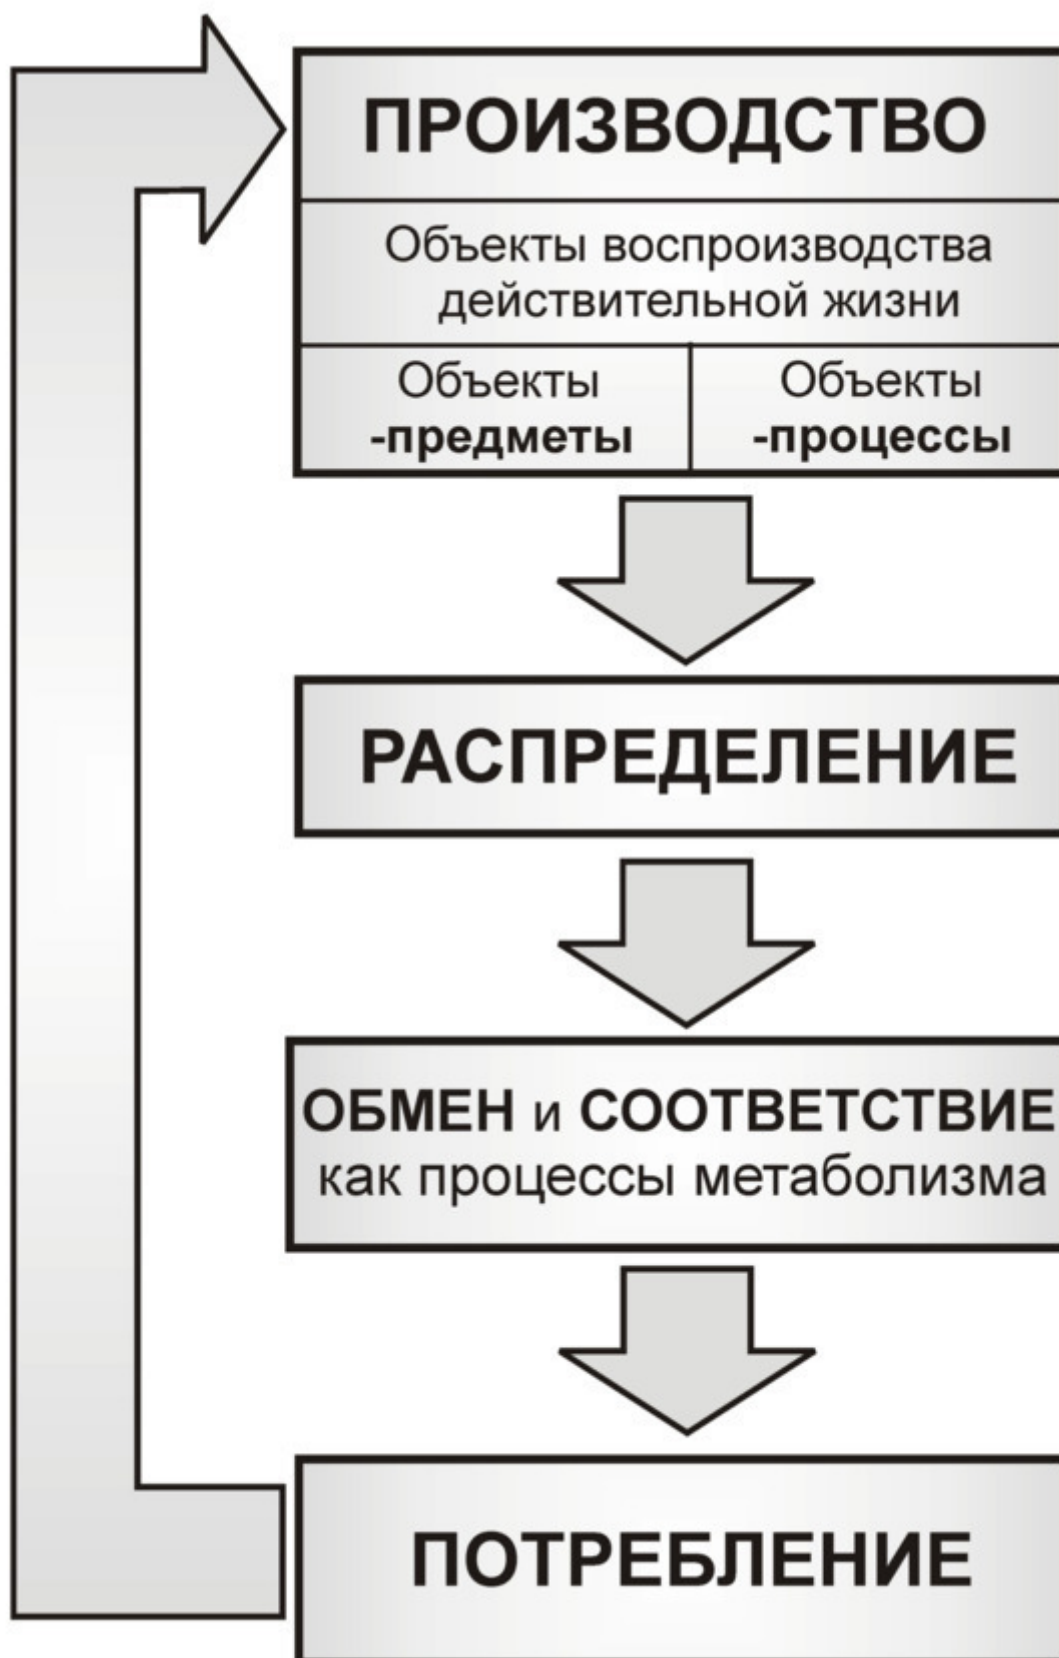 ПРОИЗВОДСТВО
Объекты воспроизводства
действительной жизни
Объекты
-предметы
Объекты
-процессы
РАСПРЕДЕЛЕНИЕ
ОБМЕН и СООТВЕТСТВИЕ
как процессы метаболизма
ПОТРЕБЛЕНИЕ